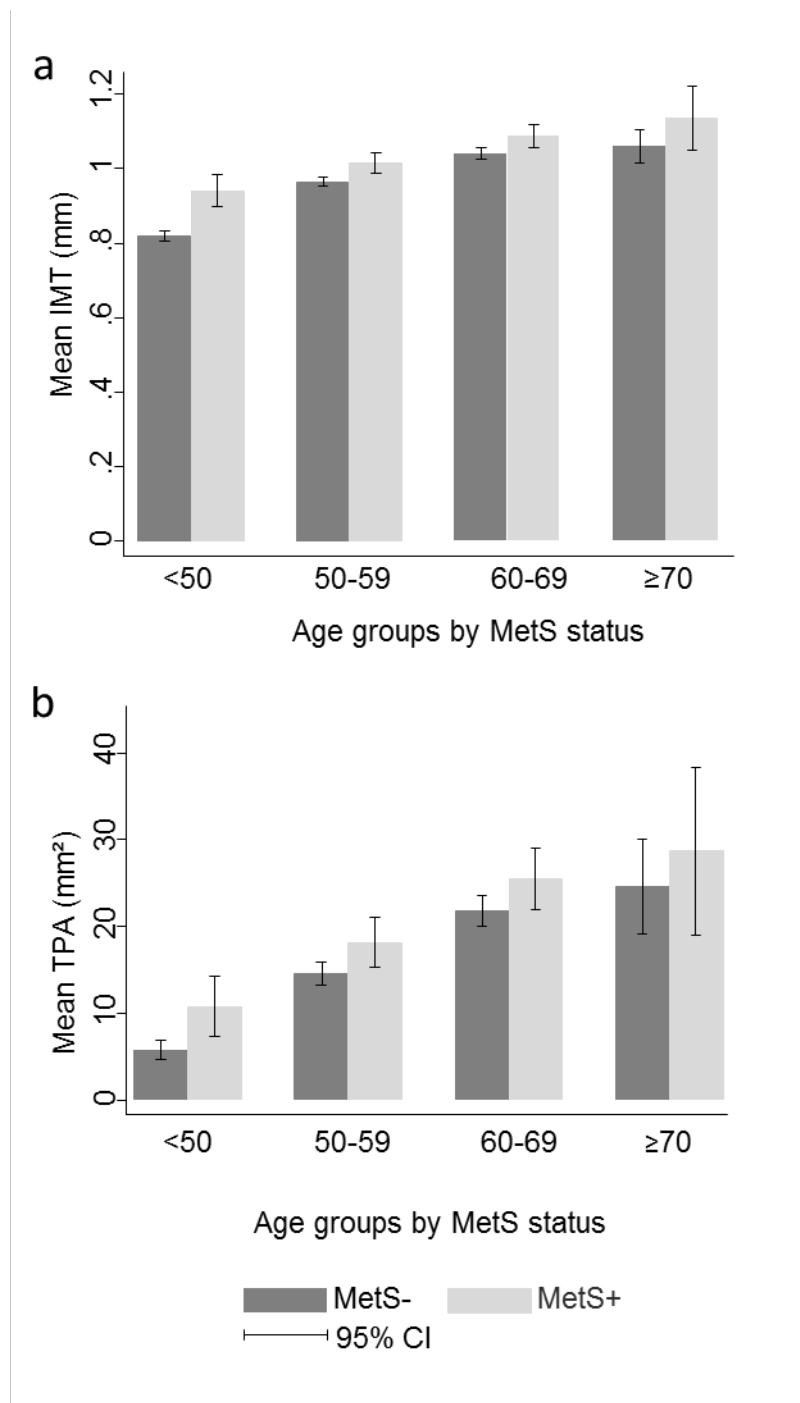 a
Mean IMT (mm)
1.2
1
.8
.6
.4
.2
0
<50 50-59 60-69 ≥70
Age groups by MetS status
b
Mean TPA (mm²)
40
30
20
10
0
<50 50-59 60-69 ≥70
Age groups by MetS status
MetS- MetS+
95% CI